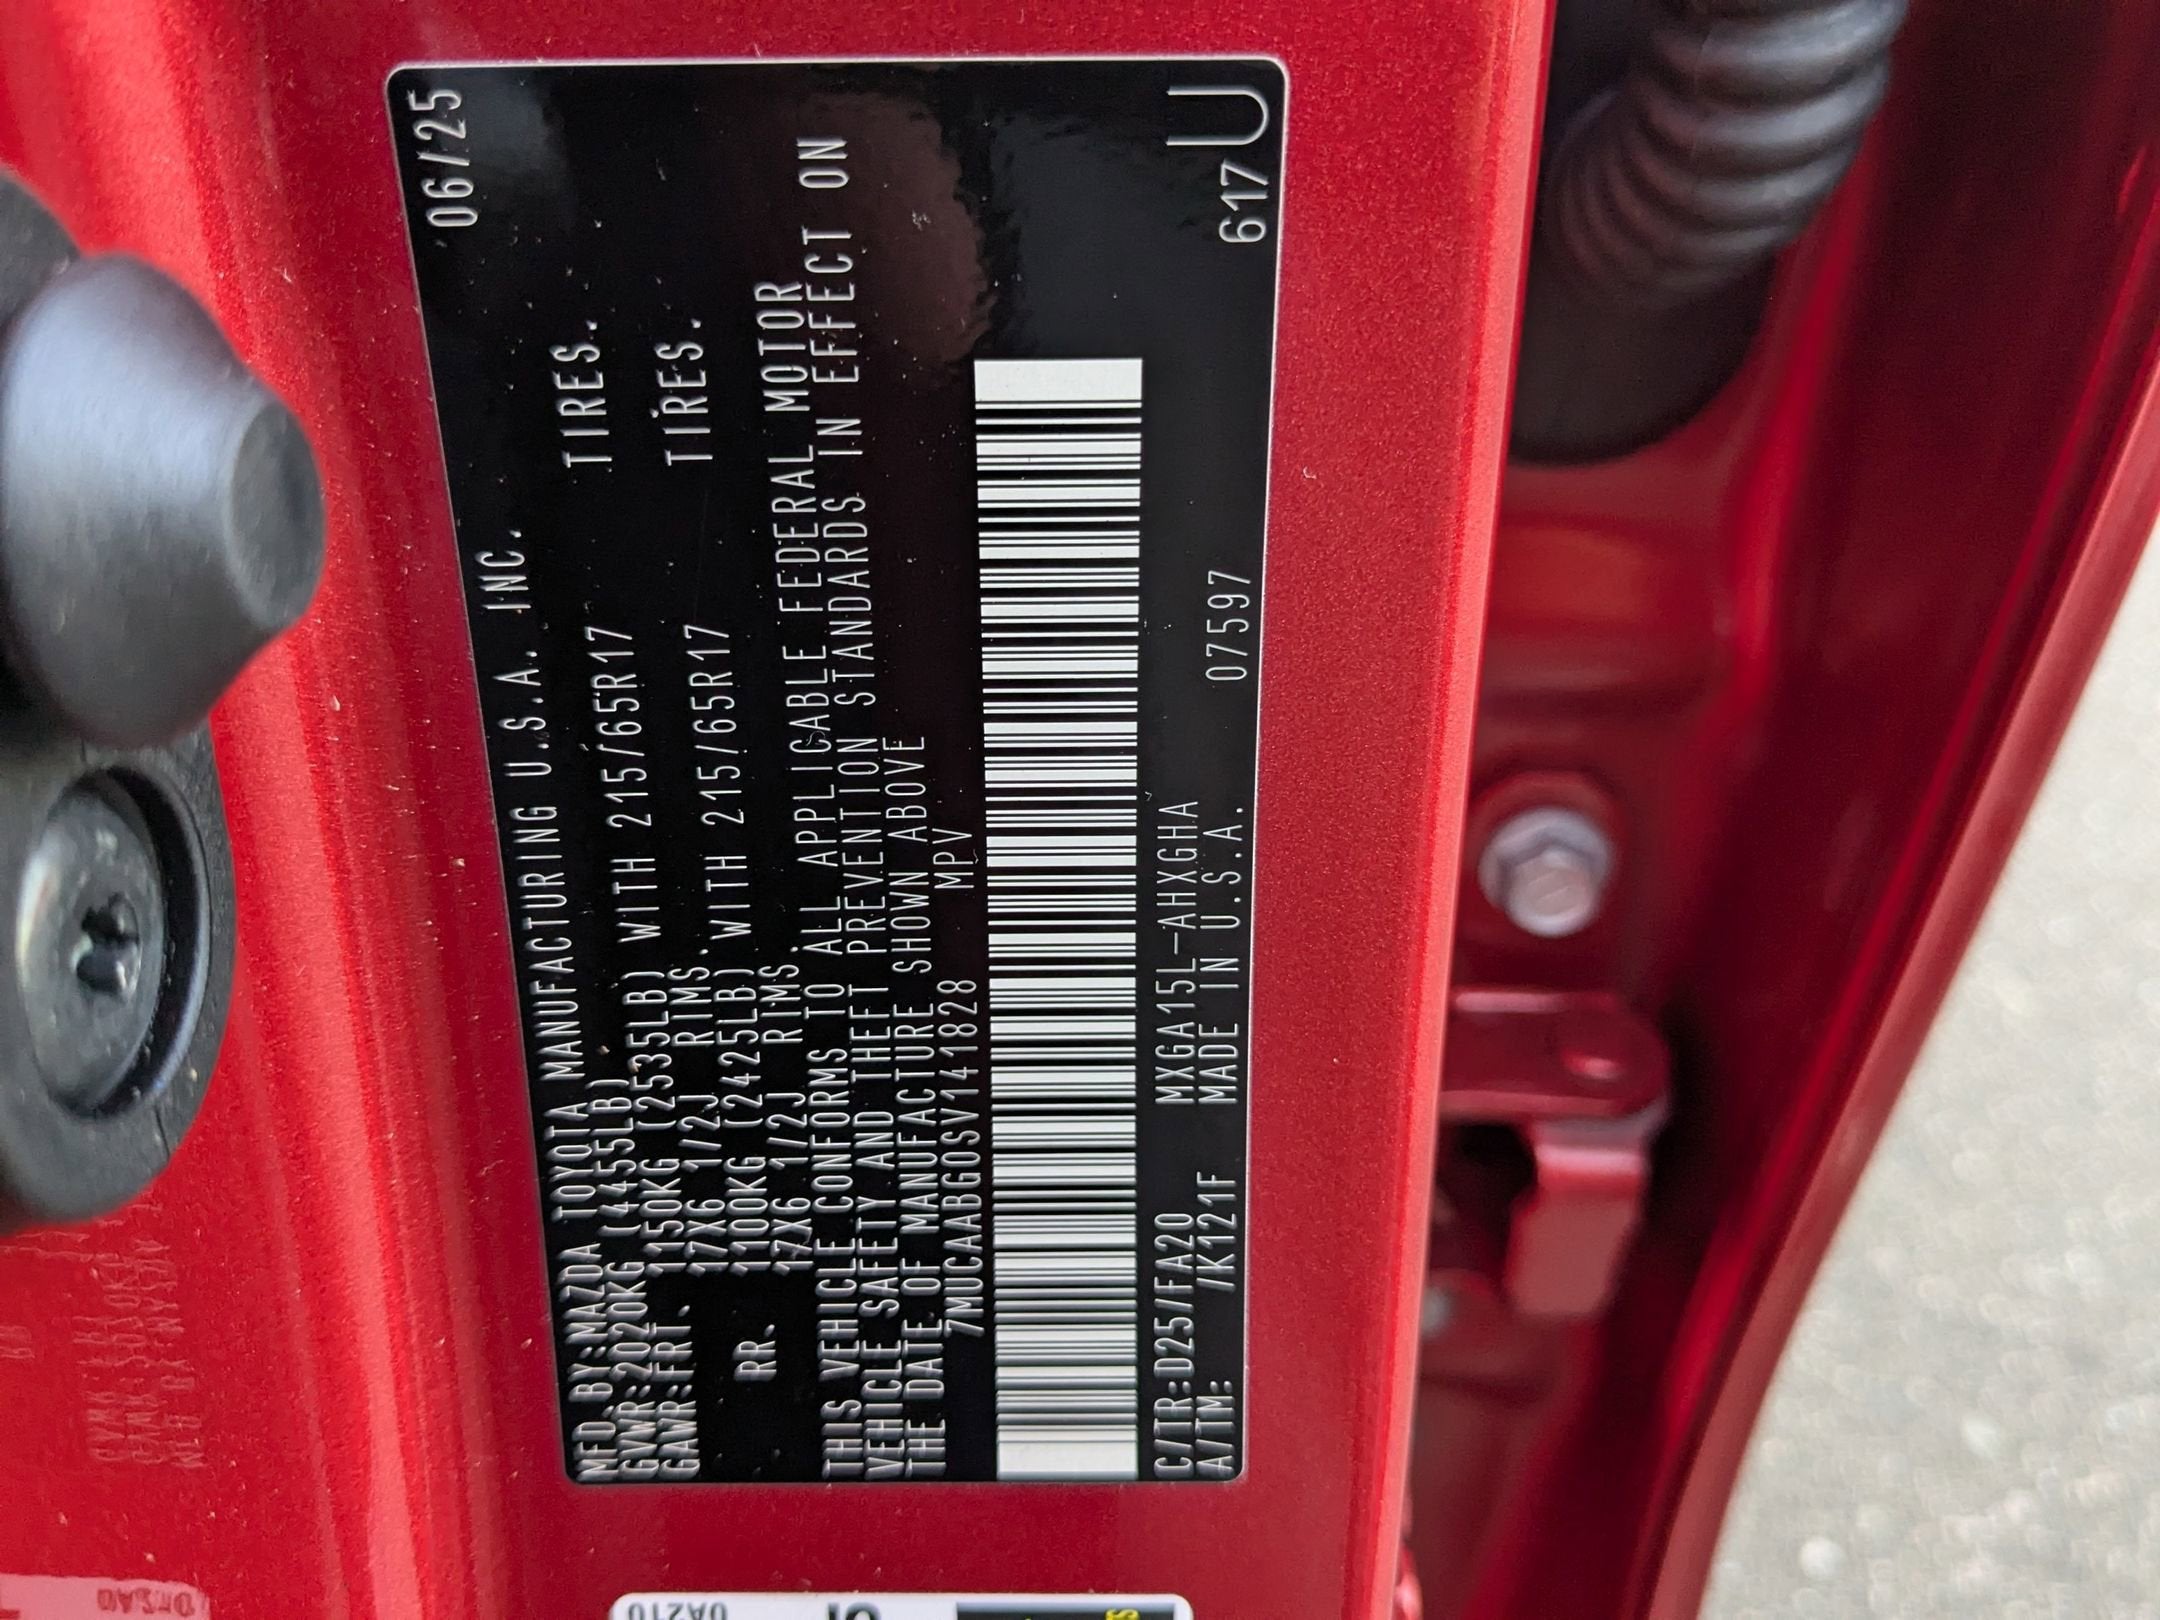 06/25
MFD.BY:MAZDA TOYOTA MANUFACTURING U.S.A. INC.
GVWR:2020KG (4455LB)
GAWR:FRT. 1150KG (2535LB) WITH 215/65R17 TIRES.
17X6 1/2J RIMS.
RR. 1100KG (2425LB) WITH 215/65R17 TIRES.
17X6 1/2J RIMS.
THIS VEHICLE CONFORMS TO ALL APPLICABLE FEDERAL MOTOR
VEHICLE SAFETY AND THEFT PREVENTION STANDARDS IN EFFECT ON
THE DATE OF MANUFACTURE SHOWN ABOVE
7MUCAABG0SV141828 MPV
C/TR:D25/FA20 MXGA15L-AHXGHA
A/TM: /K121F MADE IN U.S.A. 07597 617U
0A210